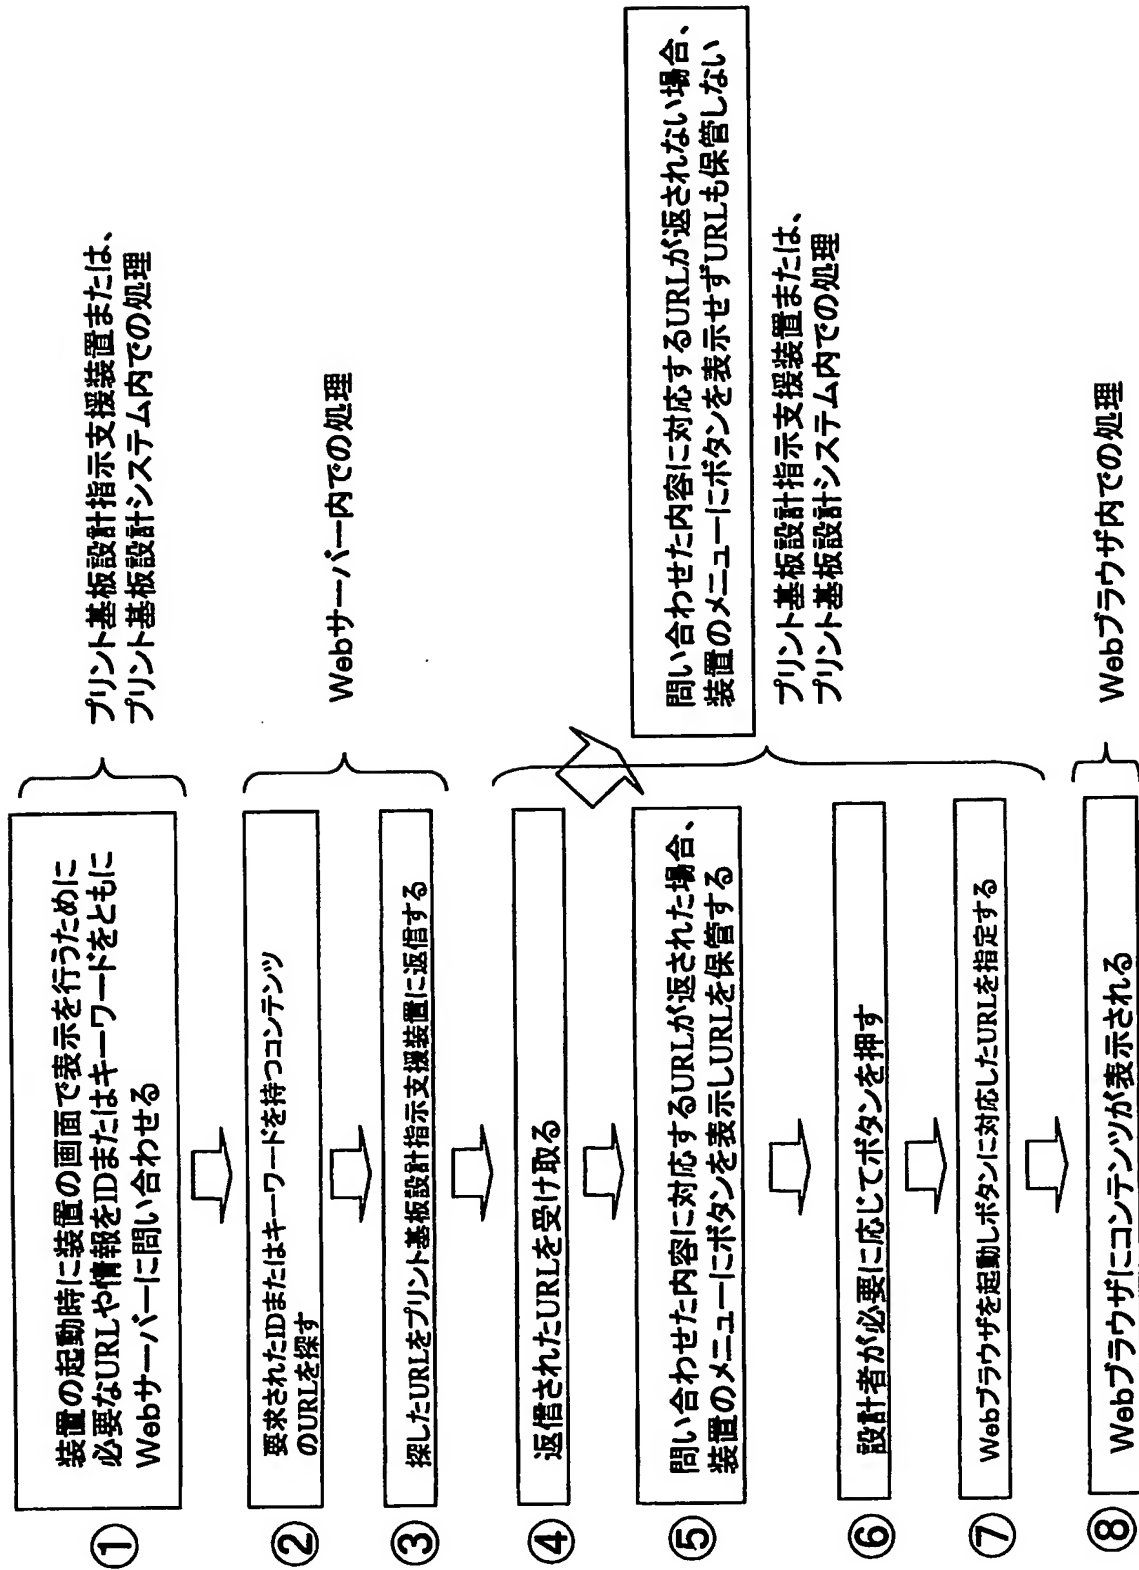 ①
装置の起動時に装置の画面で表示を行うために
必要なURLや情報をIDまたはキーワードをともに
Webサーバーに問い合わせる
プリント基板設計指示支援装置または、
プリント基板設計システム内での処理
②
要求されたIDまたはキーワードを持つコンテンツ
のURLを探す
③
探したURLをプリント基板設計指示支援装置に返信する
Webサーバー内での処理
④
返信されたURLを受け取る
⑤
問い合わせた内容に対応するURLが返された場合、
装置のメニューにボタンを表示しURLを保管する
問い合わせた内容に対応するURLが返されない場合、
装置のメニューにボタンを表示せずURLも保管しない
⑥
設計者が必要に応じてボタンを押す
⑦
Webブラウザを起動しボタンに対応したURLを指定する
プリント基板設計指示支援装置または、
プリント基板設計システム内での処理
⑧
Webブラウザにコンテンツが表示される
Webブラウザ内での処理